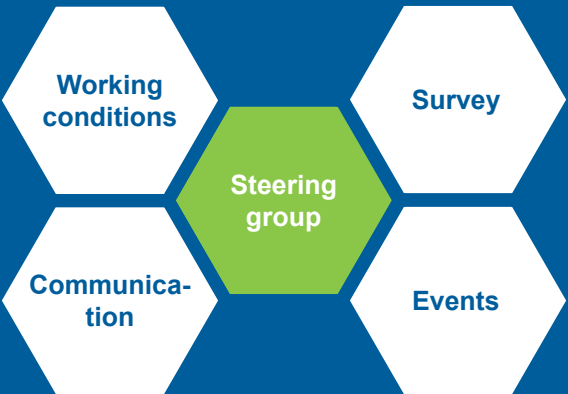 Working
conditions
Survey
Steering
group
Communica-
tion
Events